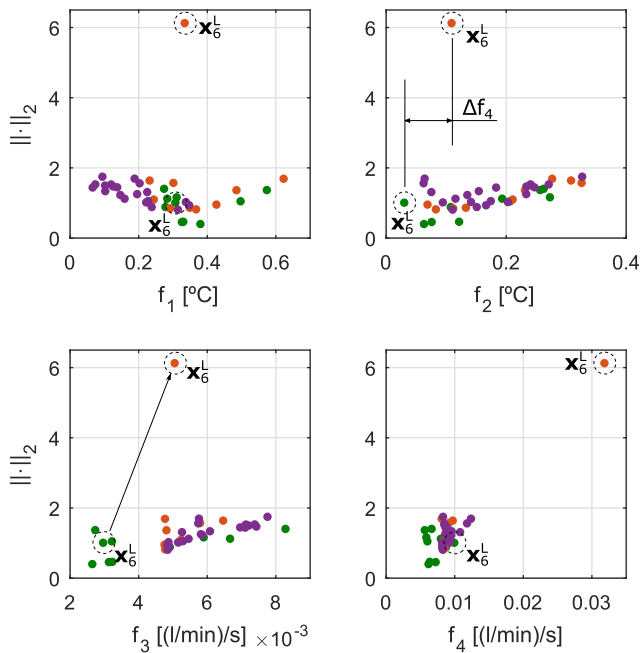 6
4
2
0
||·||₂
x₆ᴸ
x₆ᴸ
0 0.2 0.4 0.6
f₁ [ºC]
6
4
2
0
x₆ᴸ
Δf₄
x₆ᴸ
0 0.2 0.4
f₂ [ºC]
6
4
2
0
||·||₂
x₆ᴸ
x₆ᴸ
2 4 6 8
f₃ [(l/min)/s] ×10⁻³
6
4
2
0
x₆ᴸ
x₆ᴸ
0 0.01 0.02 0.03
f₄ [(l/min)/s]